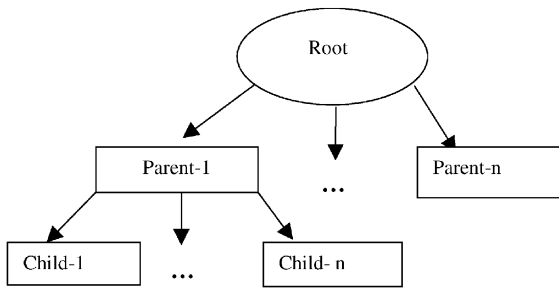 Root
Parent-1
...
Parent-n
Child-1
...
Child- n